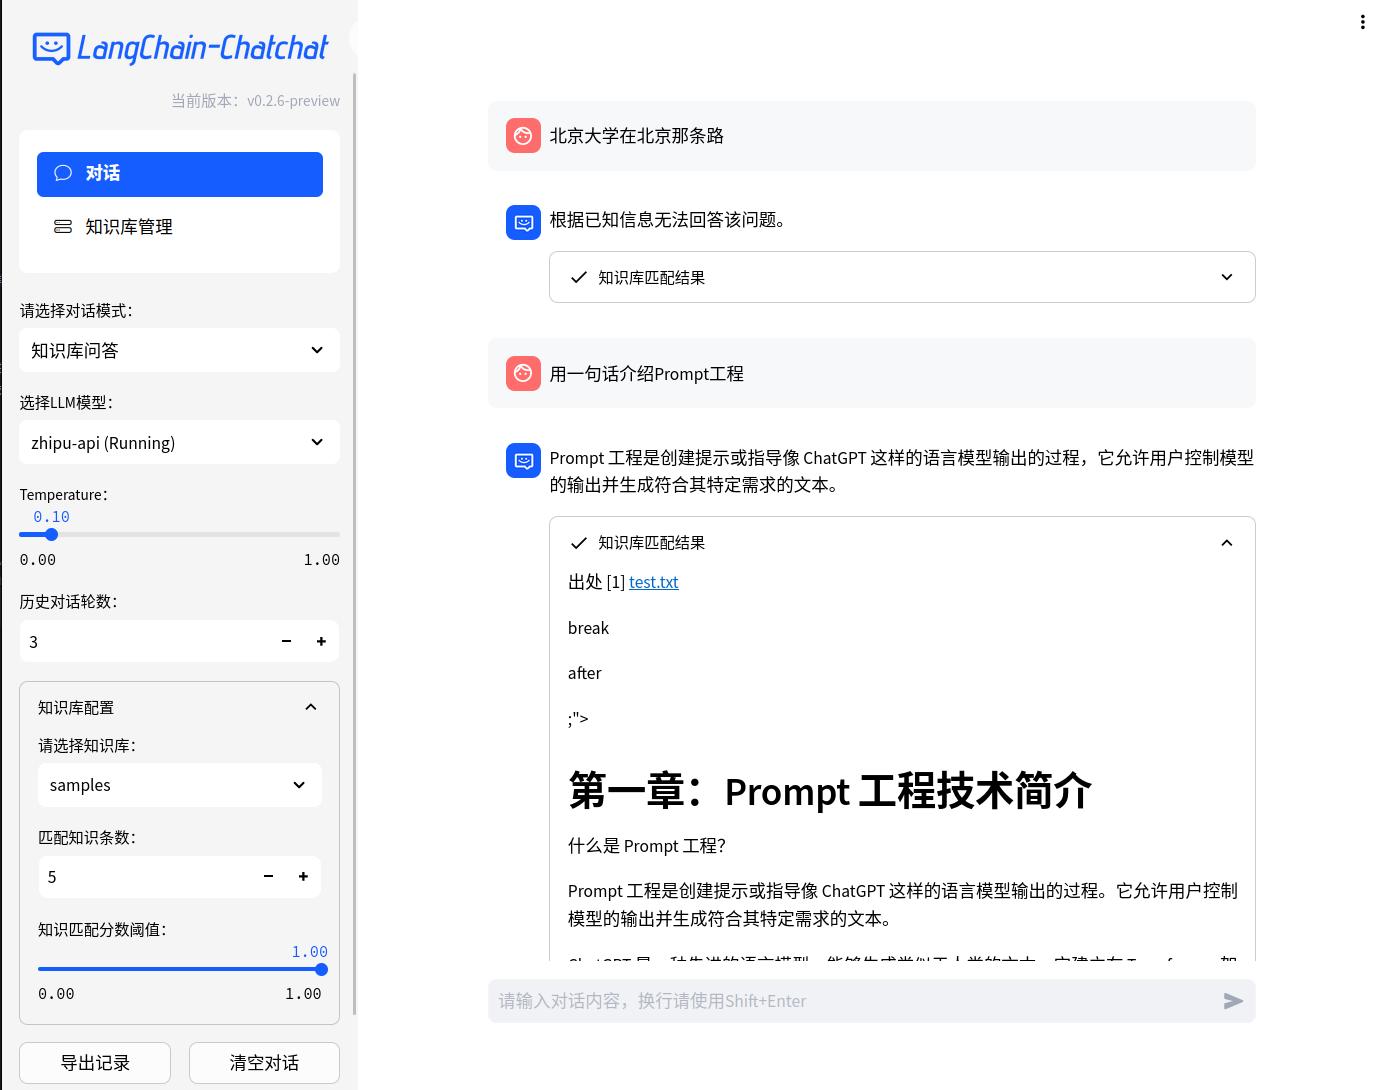 LangChain-Chatchat
当前版本：v0.2.6-preview
对话
知识库管理
请选择对话模式：
知识库问答
选择LLM模型：
zhipu-api (Running)
Temperature：
0.10
0.00 1.00
历史对话轮数：
3
知识库配置
请选择知识库：
samples
匹配知识条数：
5
知识匹配分数阈值：
1.00
0.00 1.00
导出记录 清空对话
北京大学在北京那条路
根据已知信息无法回答该问题。
知识库匹配结果
用一句话介绍Prompt工程
Prompt 工程是创建提示或指导像 ChatGPT 这样的语言模型输出的过程，它允许用户控制模型
的输出并生成符合其特定需求的文本。
知识库匹配结果
出处 [1] test.txt
break
after
;">
第一章：Prompt 工程技术简介
什么是 Prompt 工程？
Prompt 工程是创建提示或指导像 ChatGPT 这样的语言模型输出的过程。它允许用户控制
模型的输出并生成符合其特定需求的文本。
请输入对话内容，换行请使用Shift+Enter